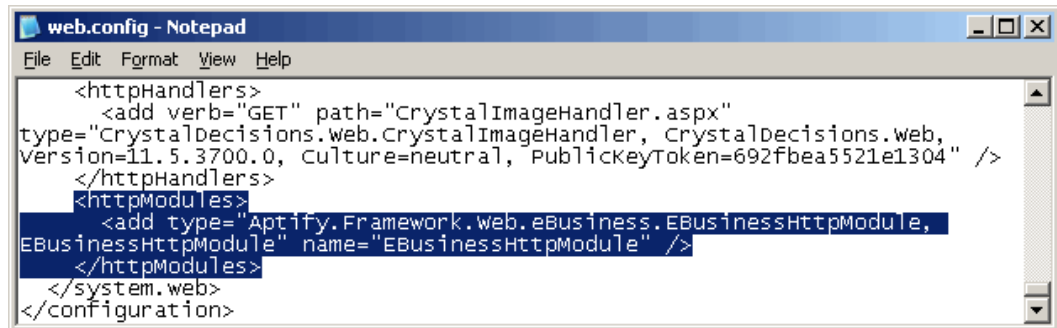 web.config - Notepad
File Edit Format View Help
<httpHandlers>
<add verb="GET" path="CrystalImageHandler.aspx"
type="CrystalDecisions.Web.CrystalImageHandler, CrystalDecisions.Web,
Version=11.5.3700.0, Culture=neutral, PublicKeyToken=692fbea5521e1304" />
</httpHandlers>
<httpModules>
<add type="Aptify.Framework.Web.eBusiness.EBusinessHttpModule,
EBusinessHttpModule" name="EBusinessHttpModule" />
</httpModules>
</system.web>
</configuration>